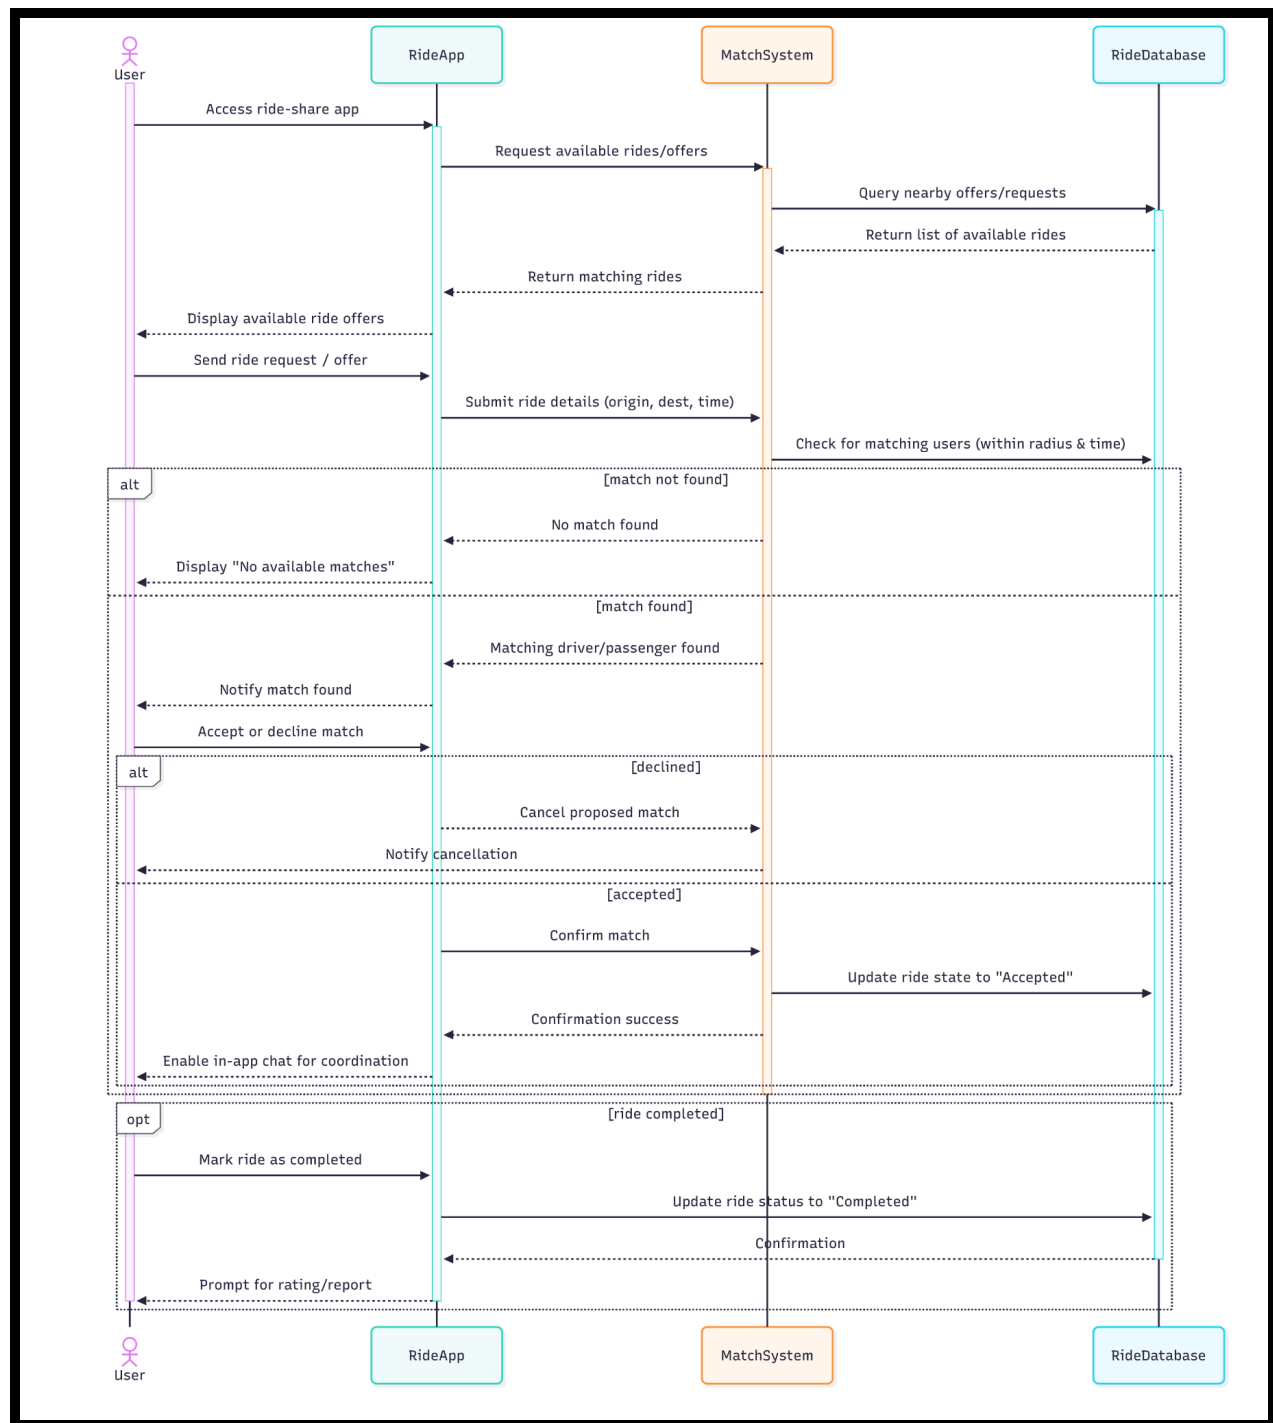 User
RideApp
MatchSystem
RideDatabase
Access ride-share app
Request available rides/offers
Query nearby offers/requests
Return list of available rides
Return matching rides
Display available ride offers
Send ride request / offer
Submit ride details (origin, dest, time)
Check for matching users (within radius & time)
alt
[match not found]
No match found
Display "No available matches"
[match found]
Matching driver/passenger found
Notify match found
Accept or decline match
alt
[declined]
Cancel proposed match
Notify cancellation
[accepted]
Confirm match
Update ride state to "Accepted"
Confirmation success
Enable in-app chat for coordination
opt
[ride completed]
Mark ride as completed
Update ride status to "Completed"
Confirmation
Prompt for rating/report
User
RideApp
MatchSystem
RideDatabase